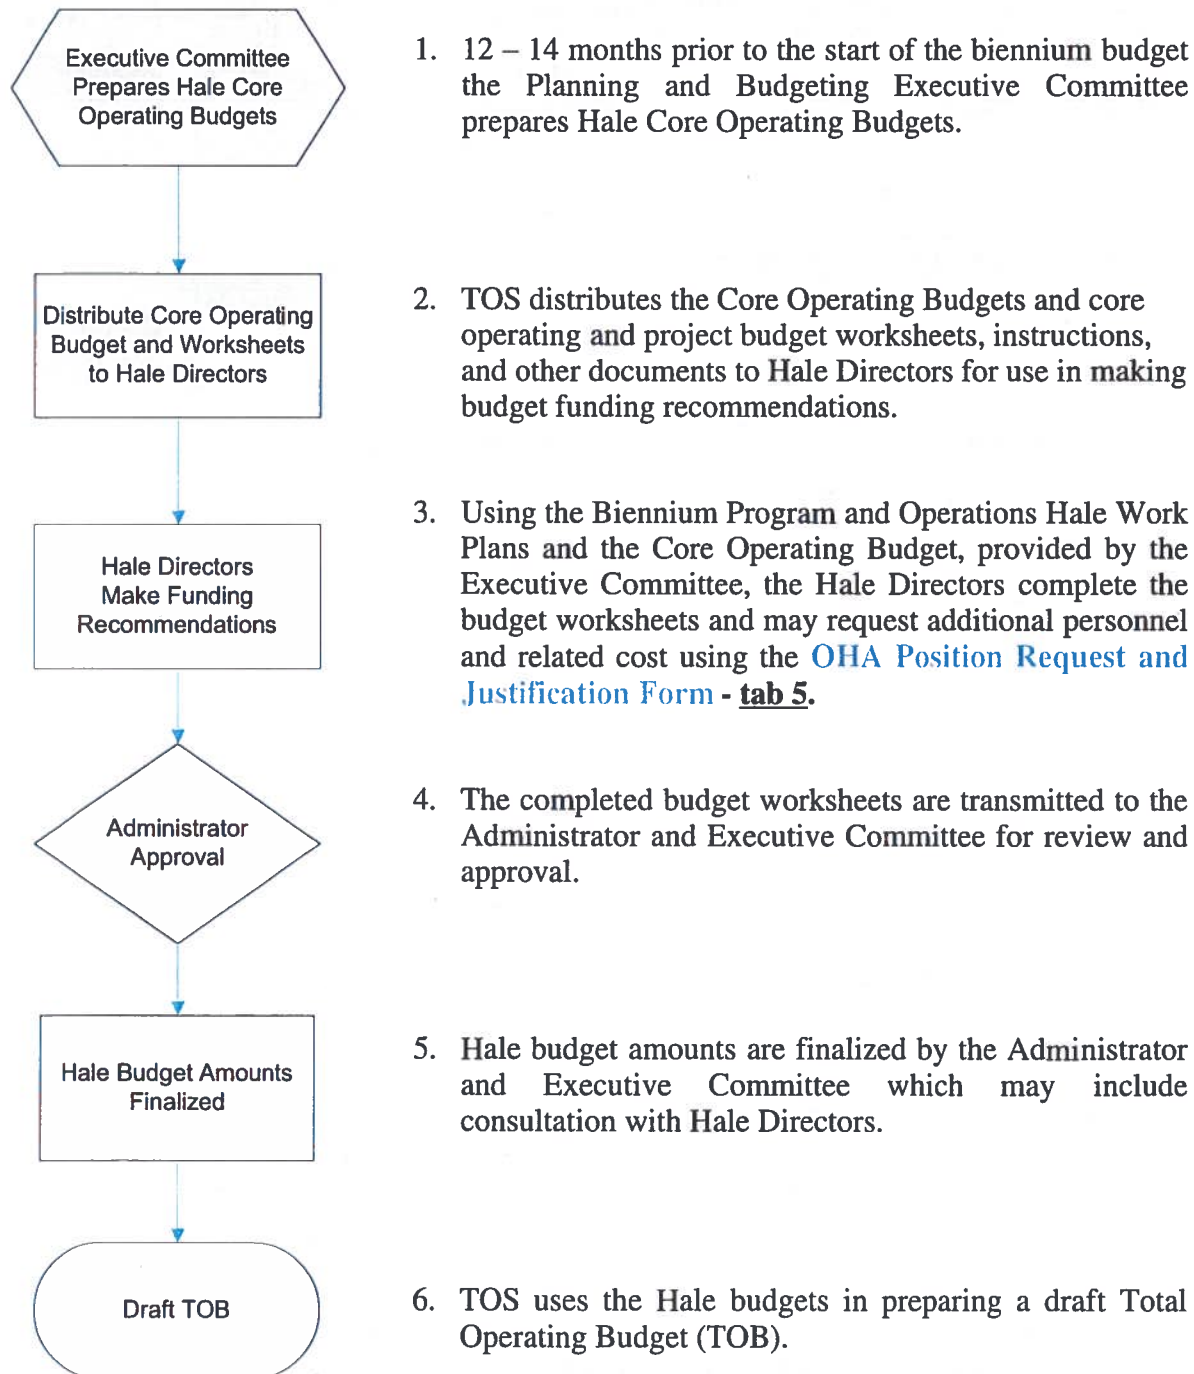 Executive Committee
Prepares Hale Core
Operating Budgets
1. 12 – 14 months prior to the start of the biennium budget
the Planning and Budgeting Executive Committee
prepares Hale Core Operating Budgets.
Distribute Core Operating
Budget and Worksheets
to Hale Directors
2. TOS distributes the Core Operating Budgets and core
operating and project budget worksheets, instructions,
and other documents to Hale Directors for use in making
budget funding recommendations.
Hale Directors
Make Funding
Recommendations
3. Using the Biennium Program and Operations Hale Work
Plans and the Core Operating Budget, provided by the
Executive Committee, the Hale Directors complete the
budget worksheets and may request additional personnel
and related cost using the OHA Position Request and
Justification Form - tab 5.
Administrator
Approval
4. The completed budget worksheets are transmitted to the
Administrator and Executive Committee for review and
approval.
Hale Budget Amounts
Finalized
5. Hale budget amounts are finalized by the Administrator
and Executive Committee which may include
consultation with Hale Directors.
Draft TOB
6. TOS uses the Hale budgets in preparing a draft Total
Operating Budget (TOB).